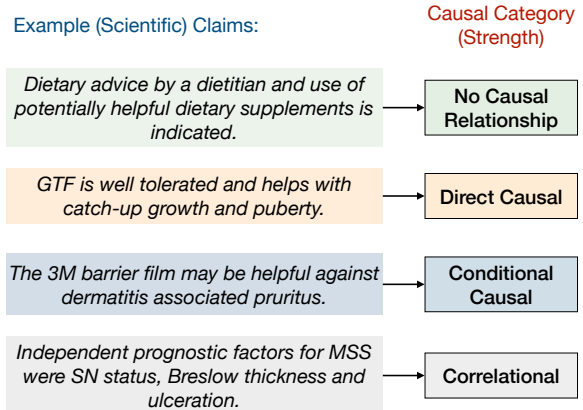 Example (Scientific) Claims:
Causal Category
(Strength)
Dietary advice by a dietitian and use of
potentially helpful dietary supplements is
indicated.
No Causal
Relationship
GTF is well tolerated and helps with
catch-up growth and puberty.
Direct Causal
The 3M barrier film may be helpful against
dermatitis associated pruritus.
Conditional
Causal
Independent prognostic factors for MSS
were SN status, Breslow thickness and
ulceration.
Correlational